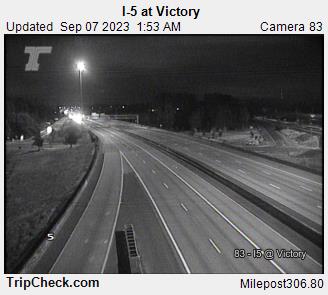 I-5 at Victory
Updated Sep 07 2023 1:53 AM Camera 83
T
5
83 - I5 @ Victory
TripCheck.com Milepost306.80